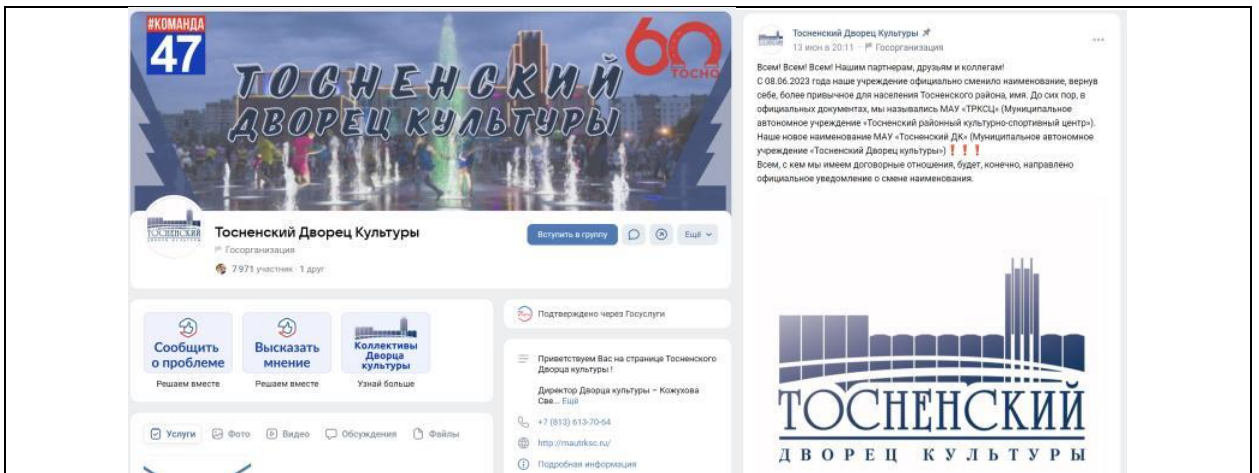 #КОМАНДА
47
60
ТОСНО
ТОСНЕНСКИЙ
ДВОРЕЦ КУЛЬТУРЫ
ТОСНЕНСКИЙ
Тосненский Дворец Культуры
Госорганизация
7 971 участник · 1 друг
Вступить в группу
Ещё
Сообщить
о проблеме
Решаем вместе
Высказать
мнение
Решаем вместе
Коллективы
Дворца
культуры
Узнай больше
Услуги Фото Видео Обсуждения Файлы
Подтверждено через Госуслуги
Приветствуем Вас на странице Тосненского
Дворца культуры !
Директор Дворца культуры – Кожухова
Све... Ещё
+7 (813) 613-70-64
http://mautrksc.ru/
Подробная информация
Тосненский Дворец Культуры
13 июн в 20:11 · Госорганизация
Всем! Всем! Всем! Нашим партнерам, друзьям и коллегам!
С 08.06.2023 года наше учреждение официально сменило наименование, вернув
себе, более привычное для населения Тосненского района, имя. До сих пор, в
официальных документах, мы назывались МАУ «ТРКСЦ» (Муниципальное
автономное учреждение «Тосненский районный культурно-спортивный центр»).
Наше новое наименование МАУ «Тосненский ДК» (Муниципальное автономное
учреждение «Тосненский Дворец культуры») ❗❗❗
Всем, с кем мы имеем договорные отношения, будет, конечно, направлено
официальное уведомление о смене наименования.
ТОСНЕНСКИЙ
ДВОРЕЦ КУЛЬТУРЫ